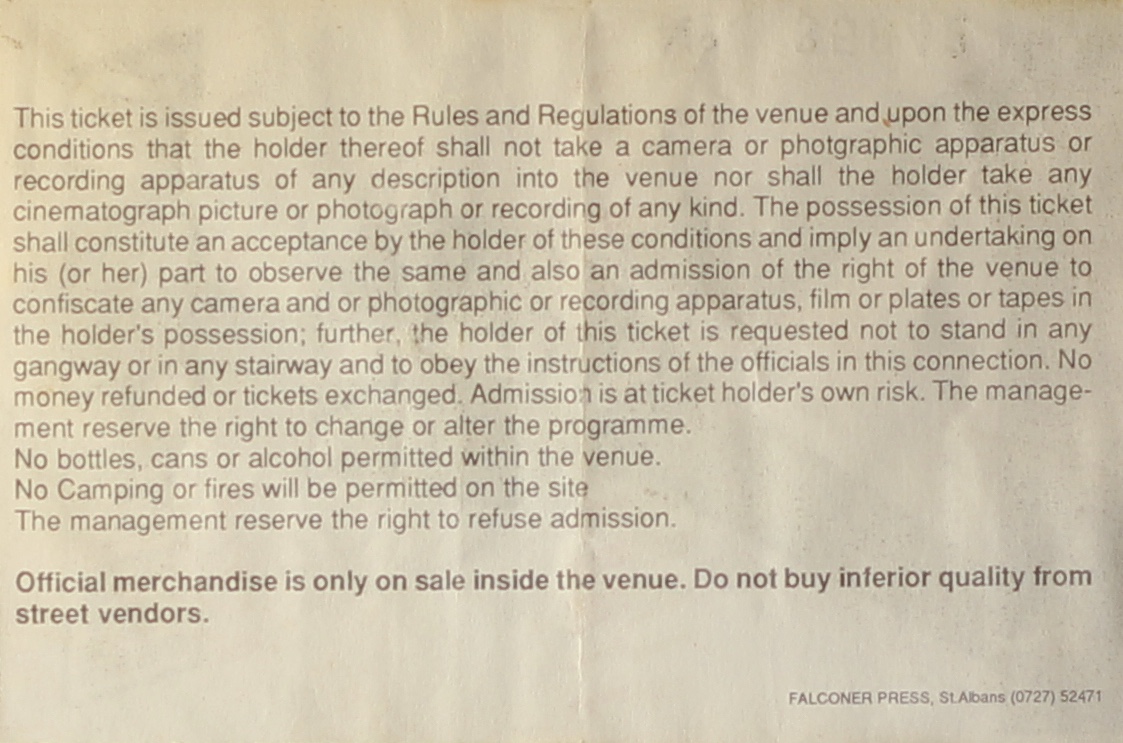 This ticket is issued subject to the Rules and Regulations of the venue and upon the express
conditions that the holder thereof shall not take a camera or photgraphic apparatus or
recording apparatus of any description into the venue nor shall the holder take any
cinematograph picture or photograph or recording of any kind. The possession of this ticket
shall constitute an acceptance by the holder of these conditions and imply an undertaking on
his (or her) part to observe the same and also an admission of the right of the venue to
confiscate any camera and or photographic or recording apparatus, film or plates or tapes in
the holder's possession; further, the holder of this ticket is requested not to stand in any
gangway or in any stairway and to obey the instructions of the officials in this connection. No
money refunded or tickets exchanged. Admission is at ticket holder's own risk. The manage-
ment reserve the right to change or alter the programme.
No bottles, cans or alcohol permitted within the venue.
No Camping or fires will be permitted on the site
The management reserve the right to refuse admission.
Official merchandise is only on sale inside the venue. Do not buy inferior quality from
street vendors.
FALCONER PRESS, St.Albans (0727) 52471